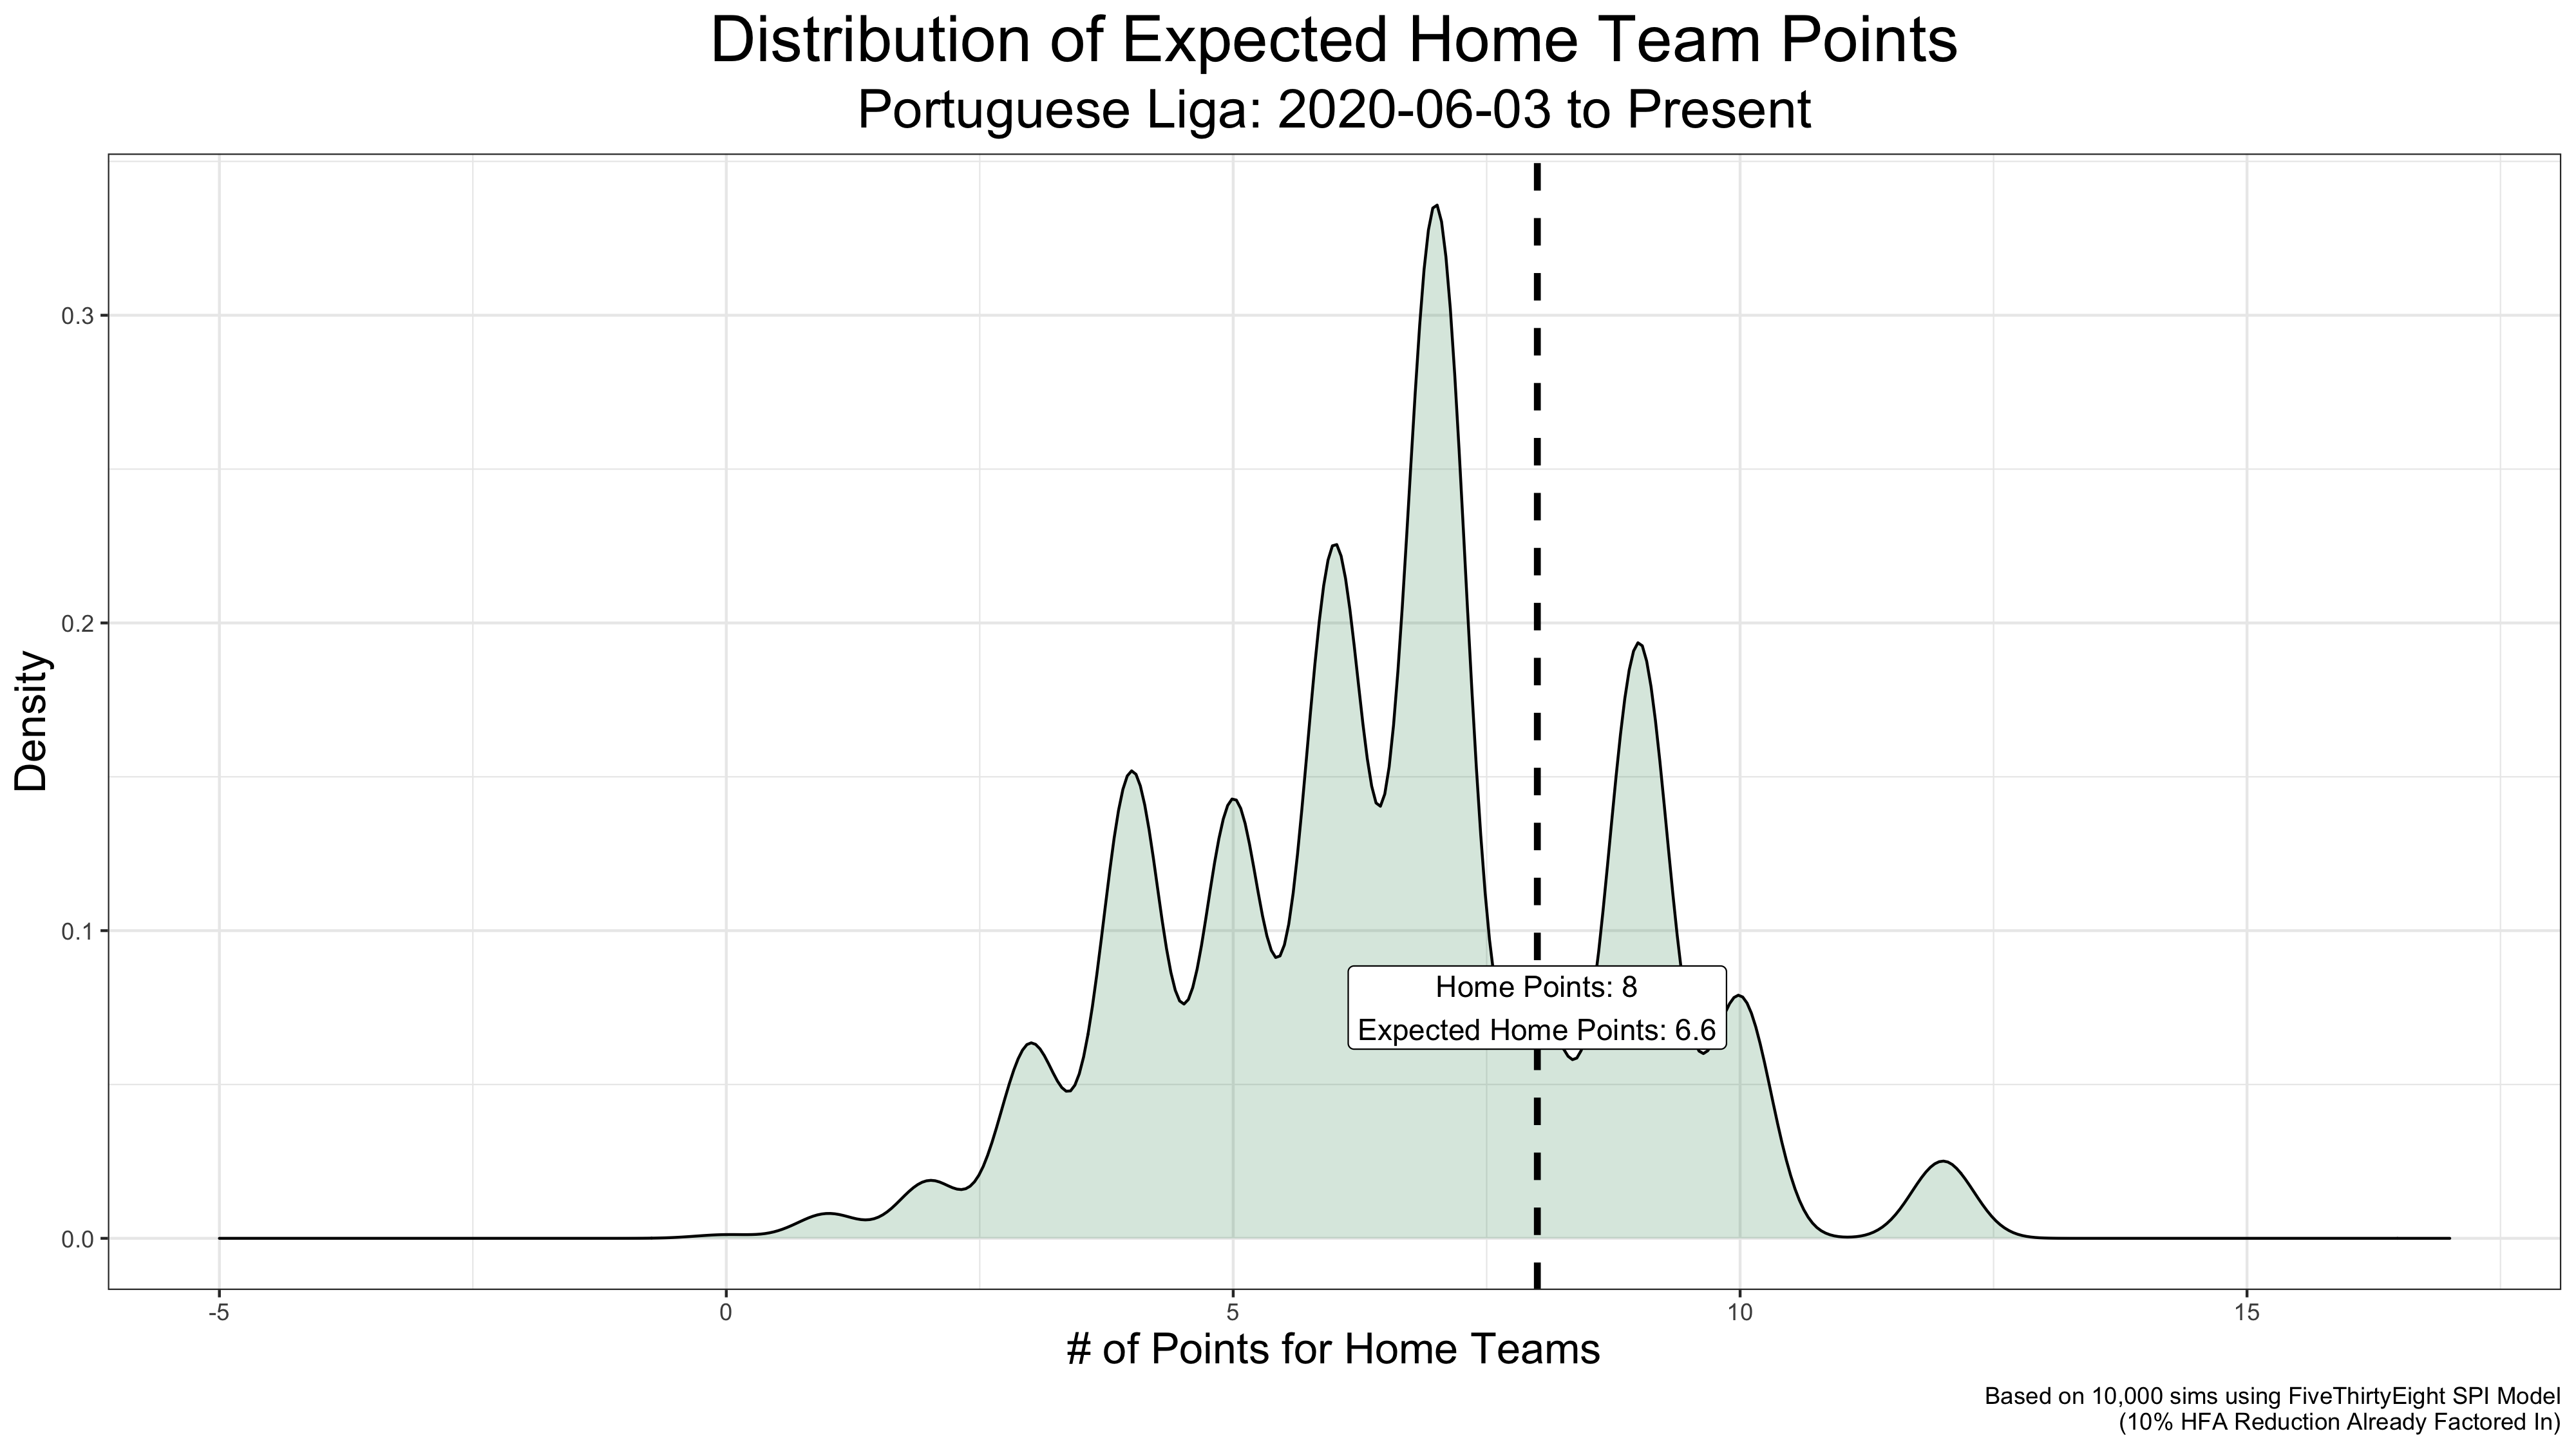 Distribution of Expected Home Team Points
Portuguese Liga: 2020-06-03 to Present
Density
0.3
0.2
0.1
0.0
Home Points: 8
Expected Home Points: 6.6
-5 0 5 10 15
# of Points for Home Teams
Based on 10,000 sims using FiveThirtyEight SPI Model
(10% HFA Reduction Already Factored In)